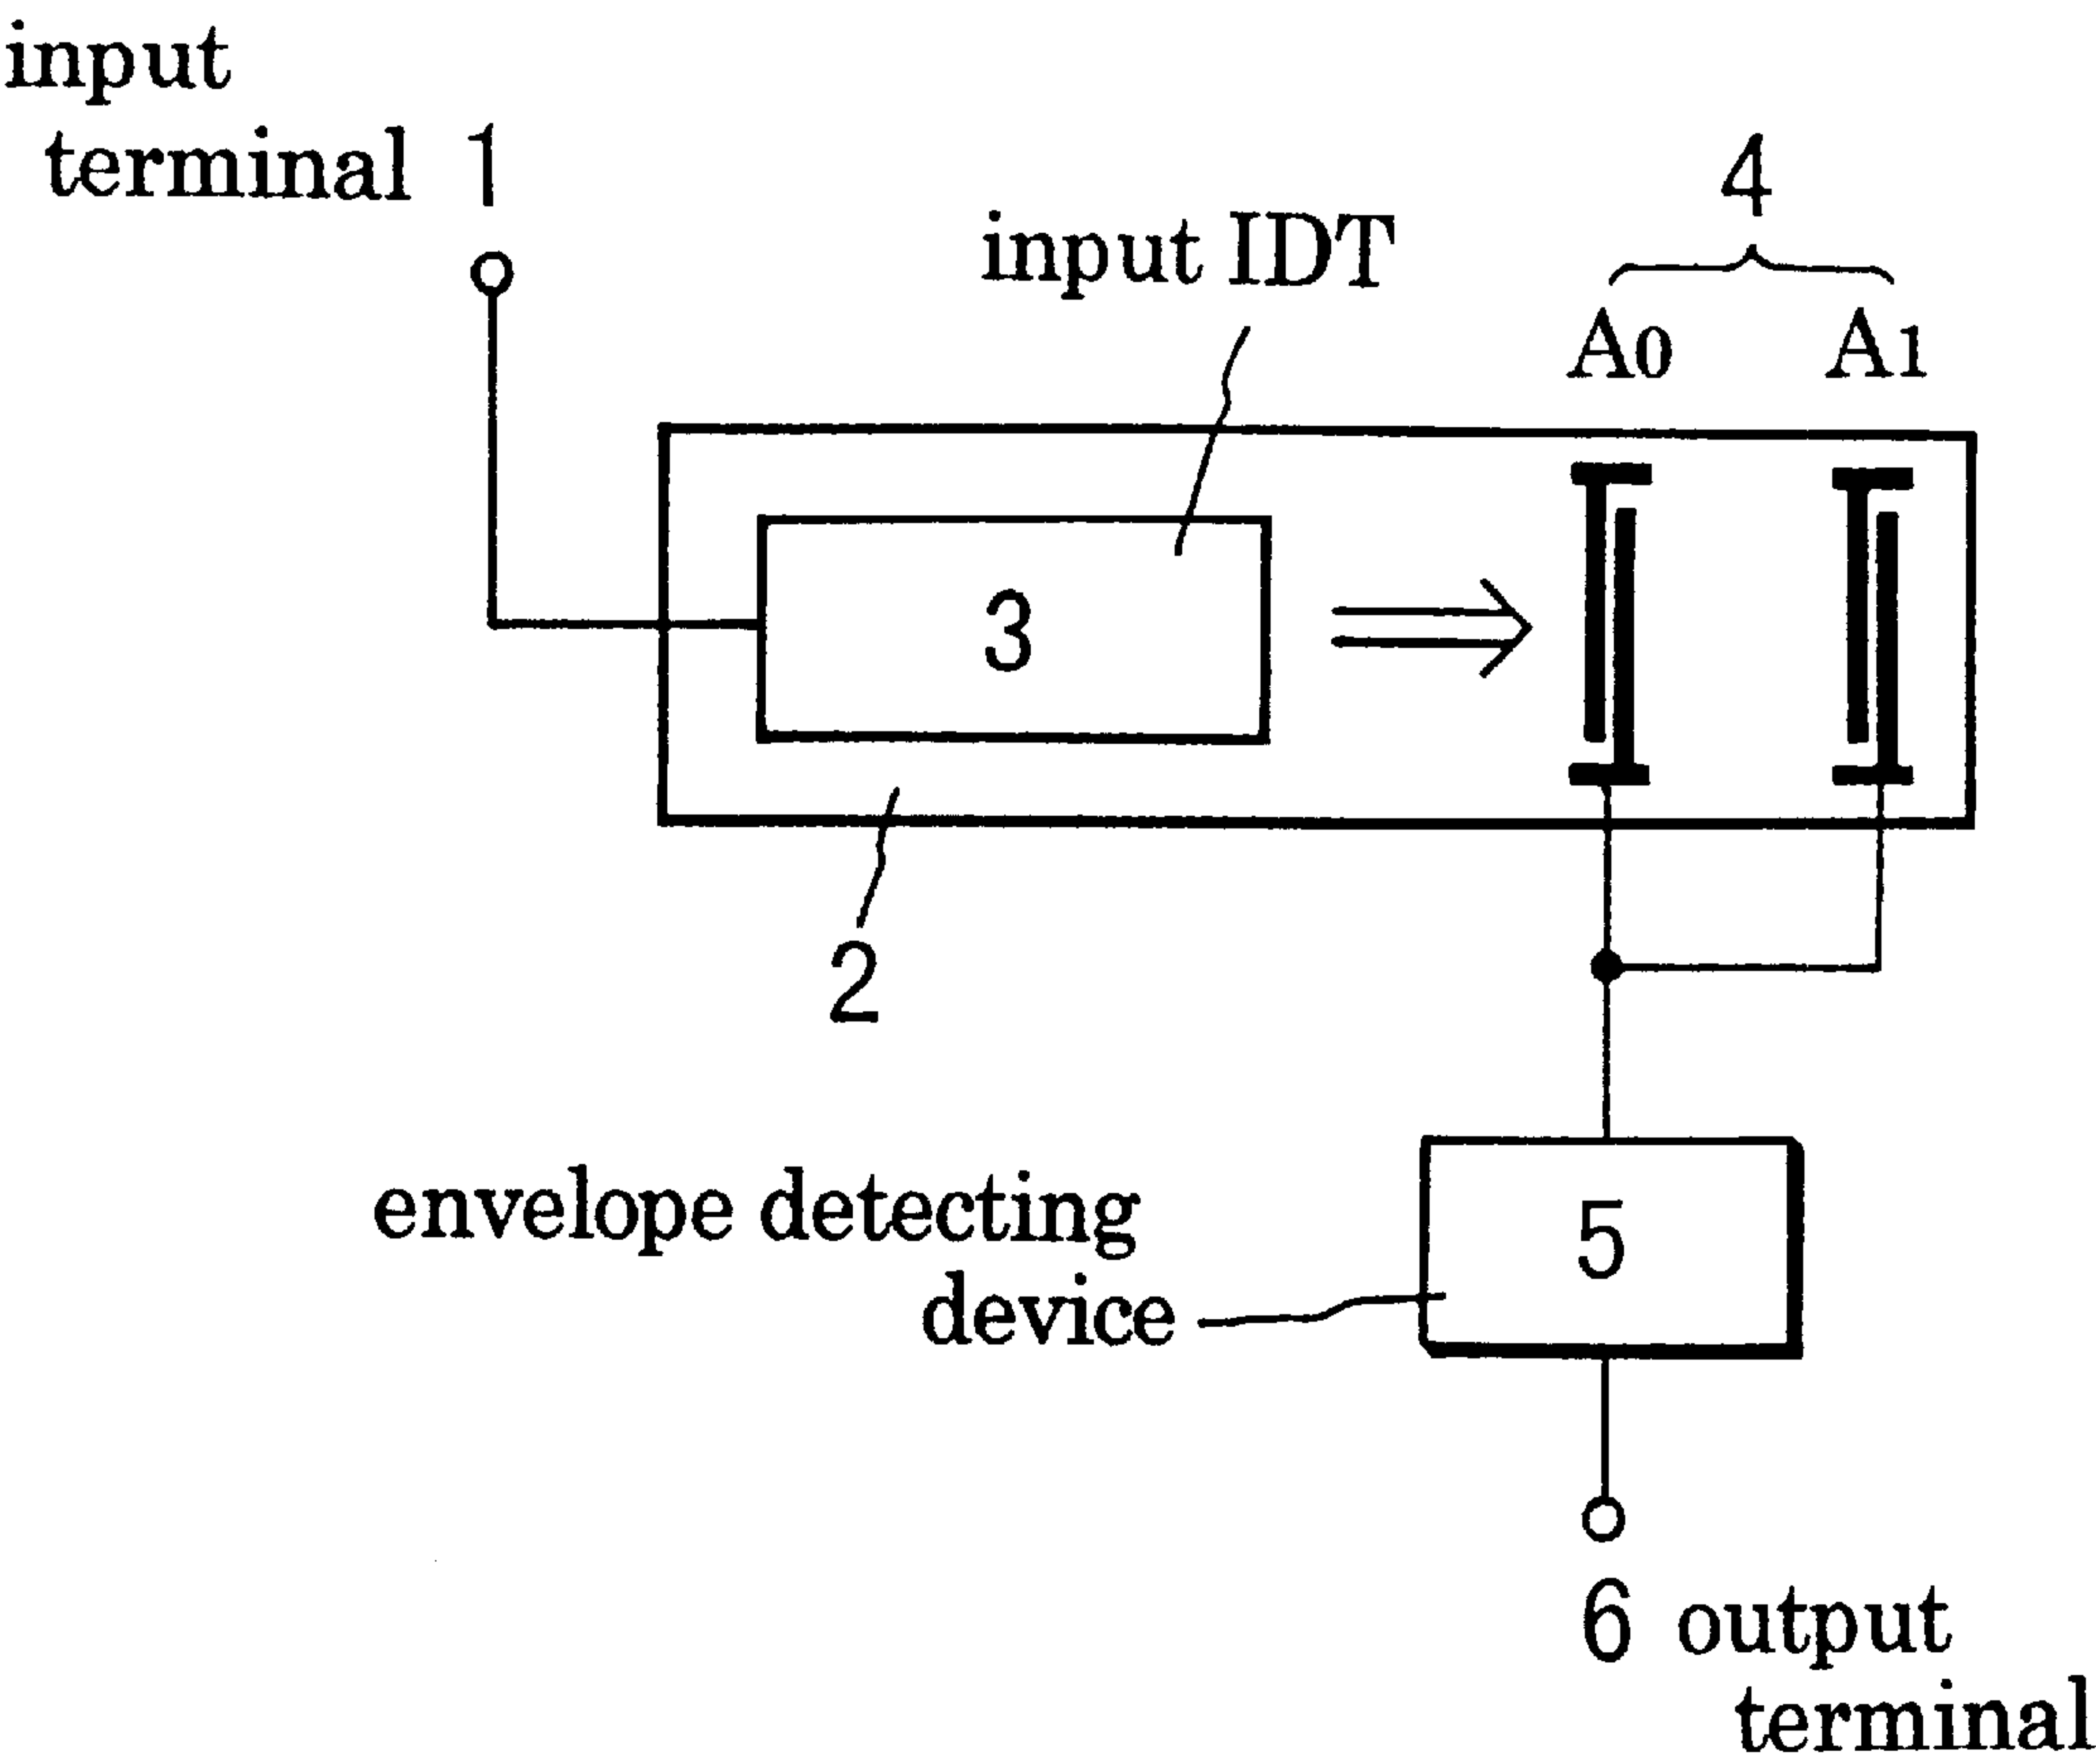 input
terminal 1
4
input IDT
A0 A1
3
2
envelope detecting
device
5
6 output
terminal